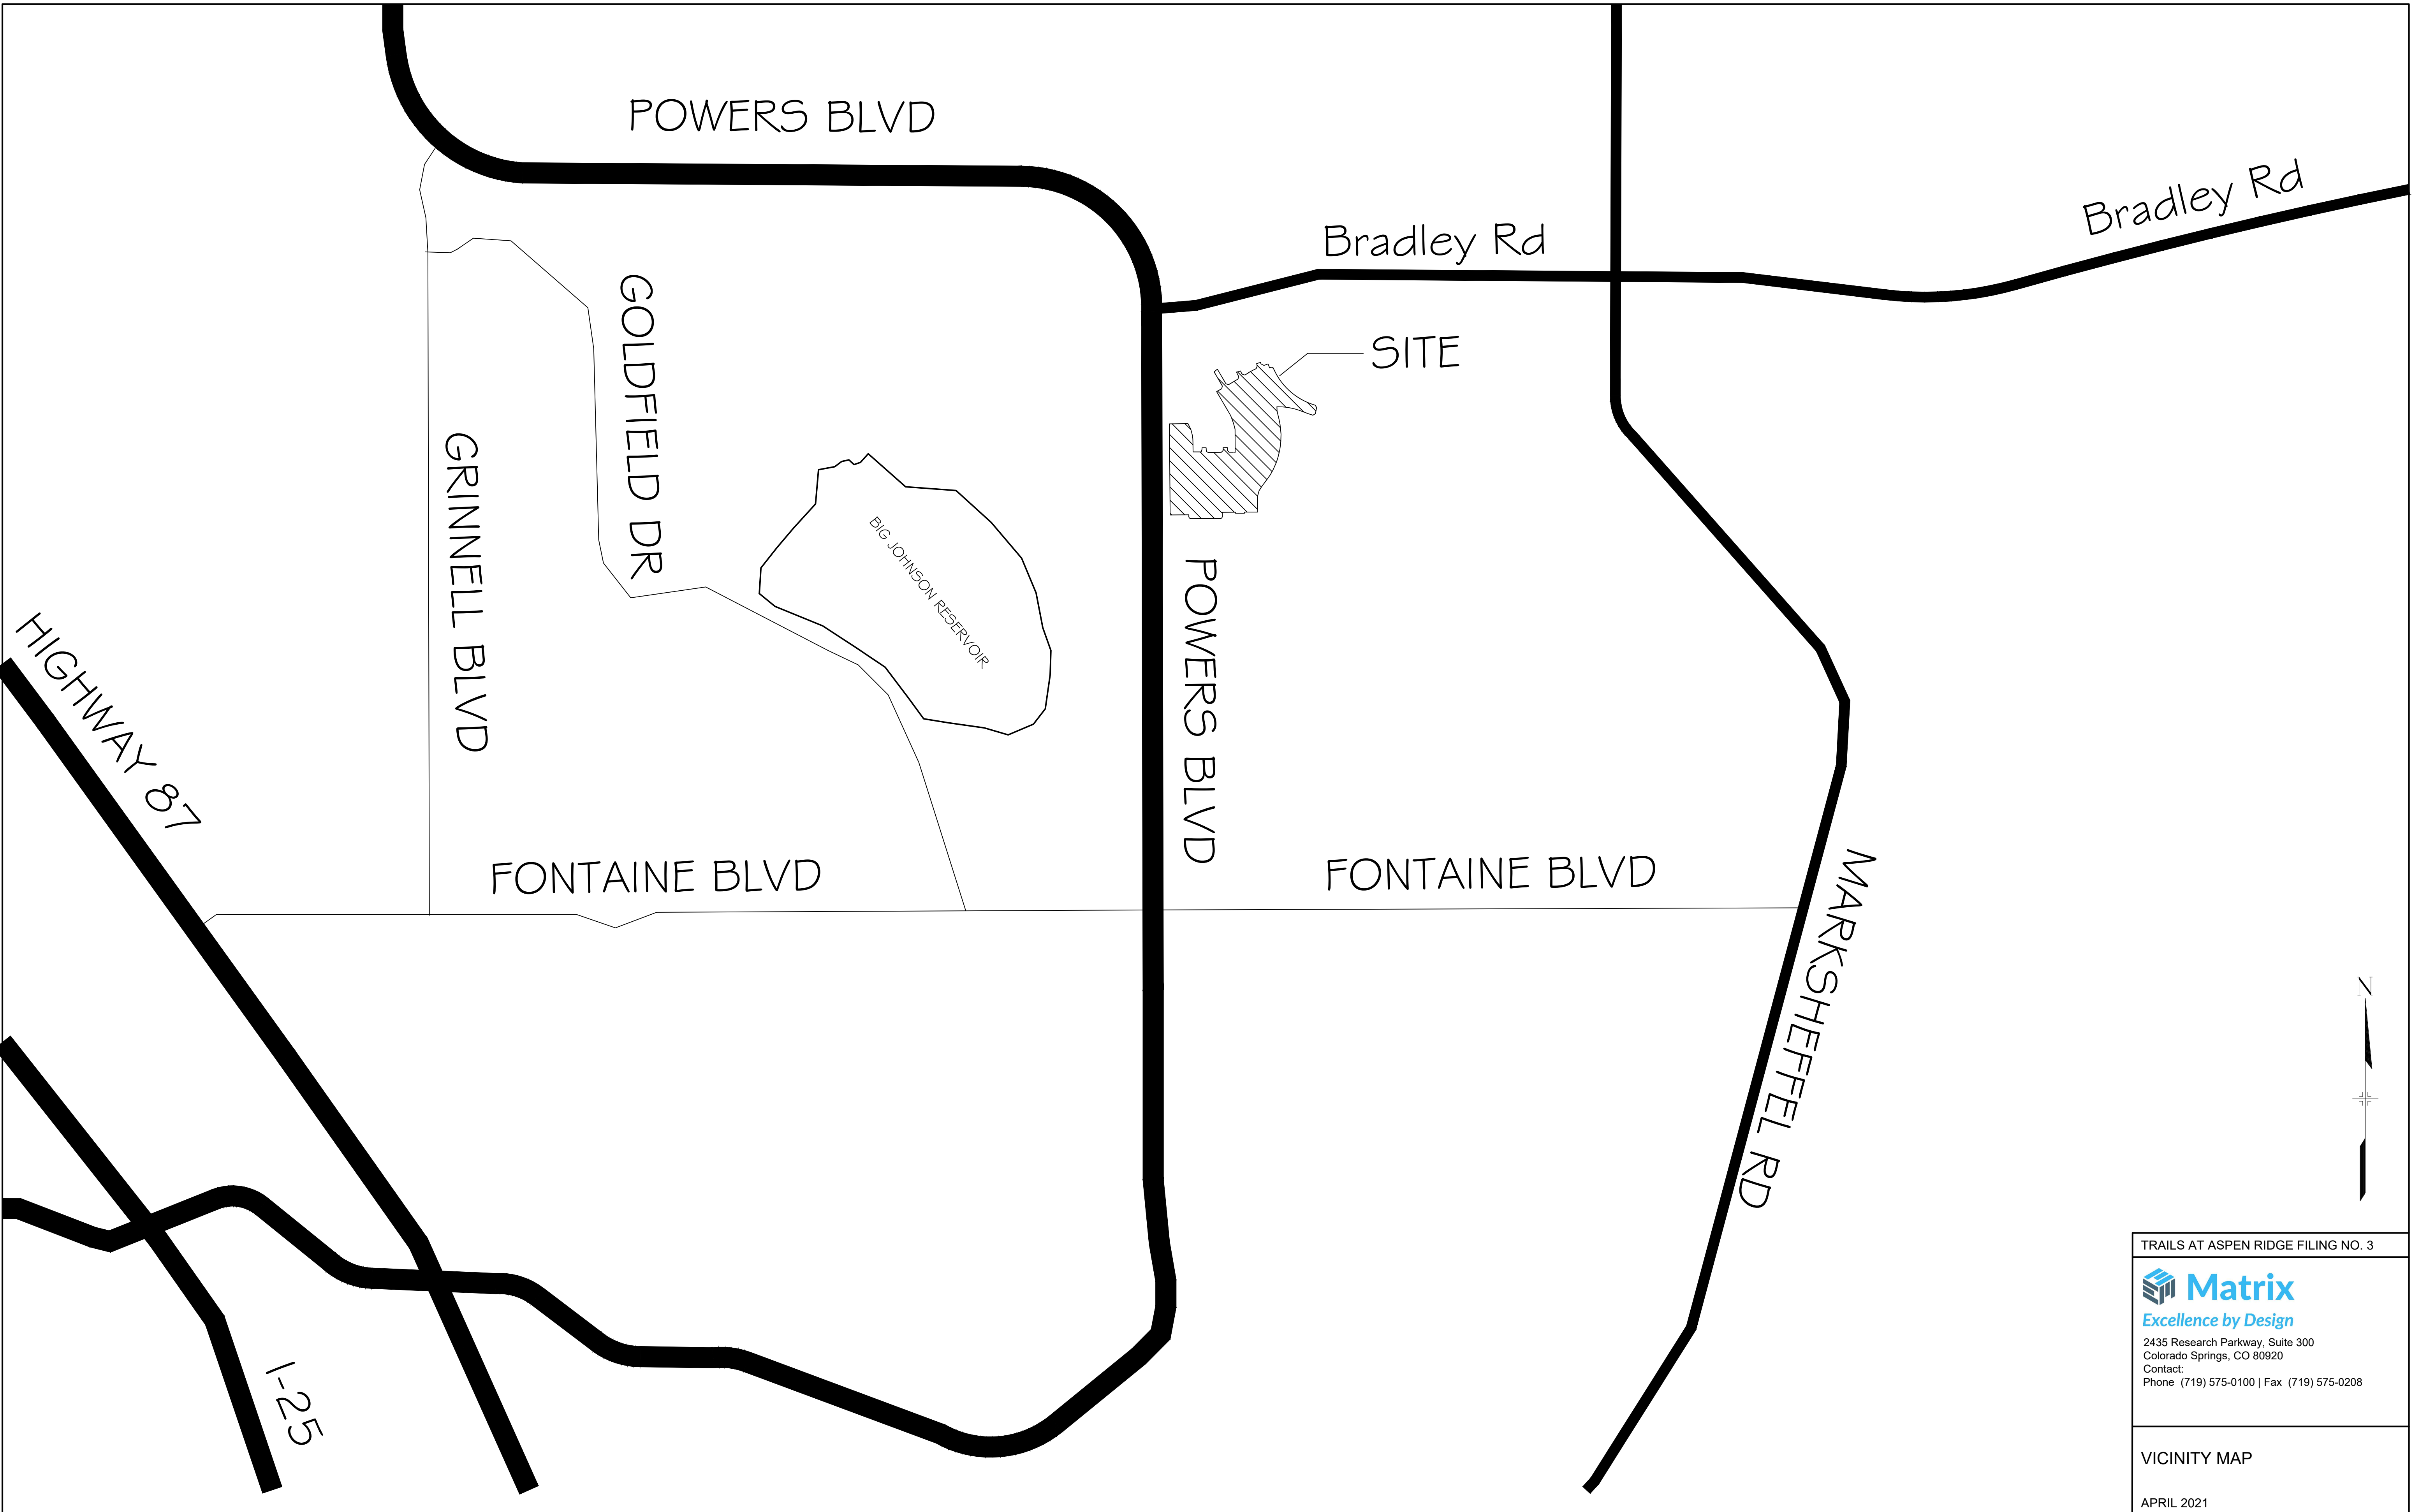 POWERS BLVD
Bradley Rd
Bradley Rd
SITE
GOLDFIELD DR
GRINNELL BLVD
BIG JOHNSON RESERVOIR
POWERS BLVD
HIGHWAY 87
FONTAINE BLVD
FONTAINE BLVD
MARKSHEFFEL RD
N
I-25
TRAILS AT ASPEN RIDGE FILING NO. 3
Matrix
Excellence by Design
2435 Research Parkway, Suite 300
Colorado Springs, CO 80920
Contact:
Phone (719) 575-0100 | Fax (719) 575-0208
VICINITY MAP
APRIL 2021